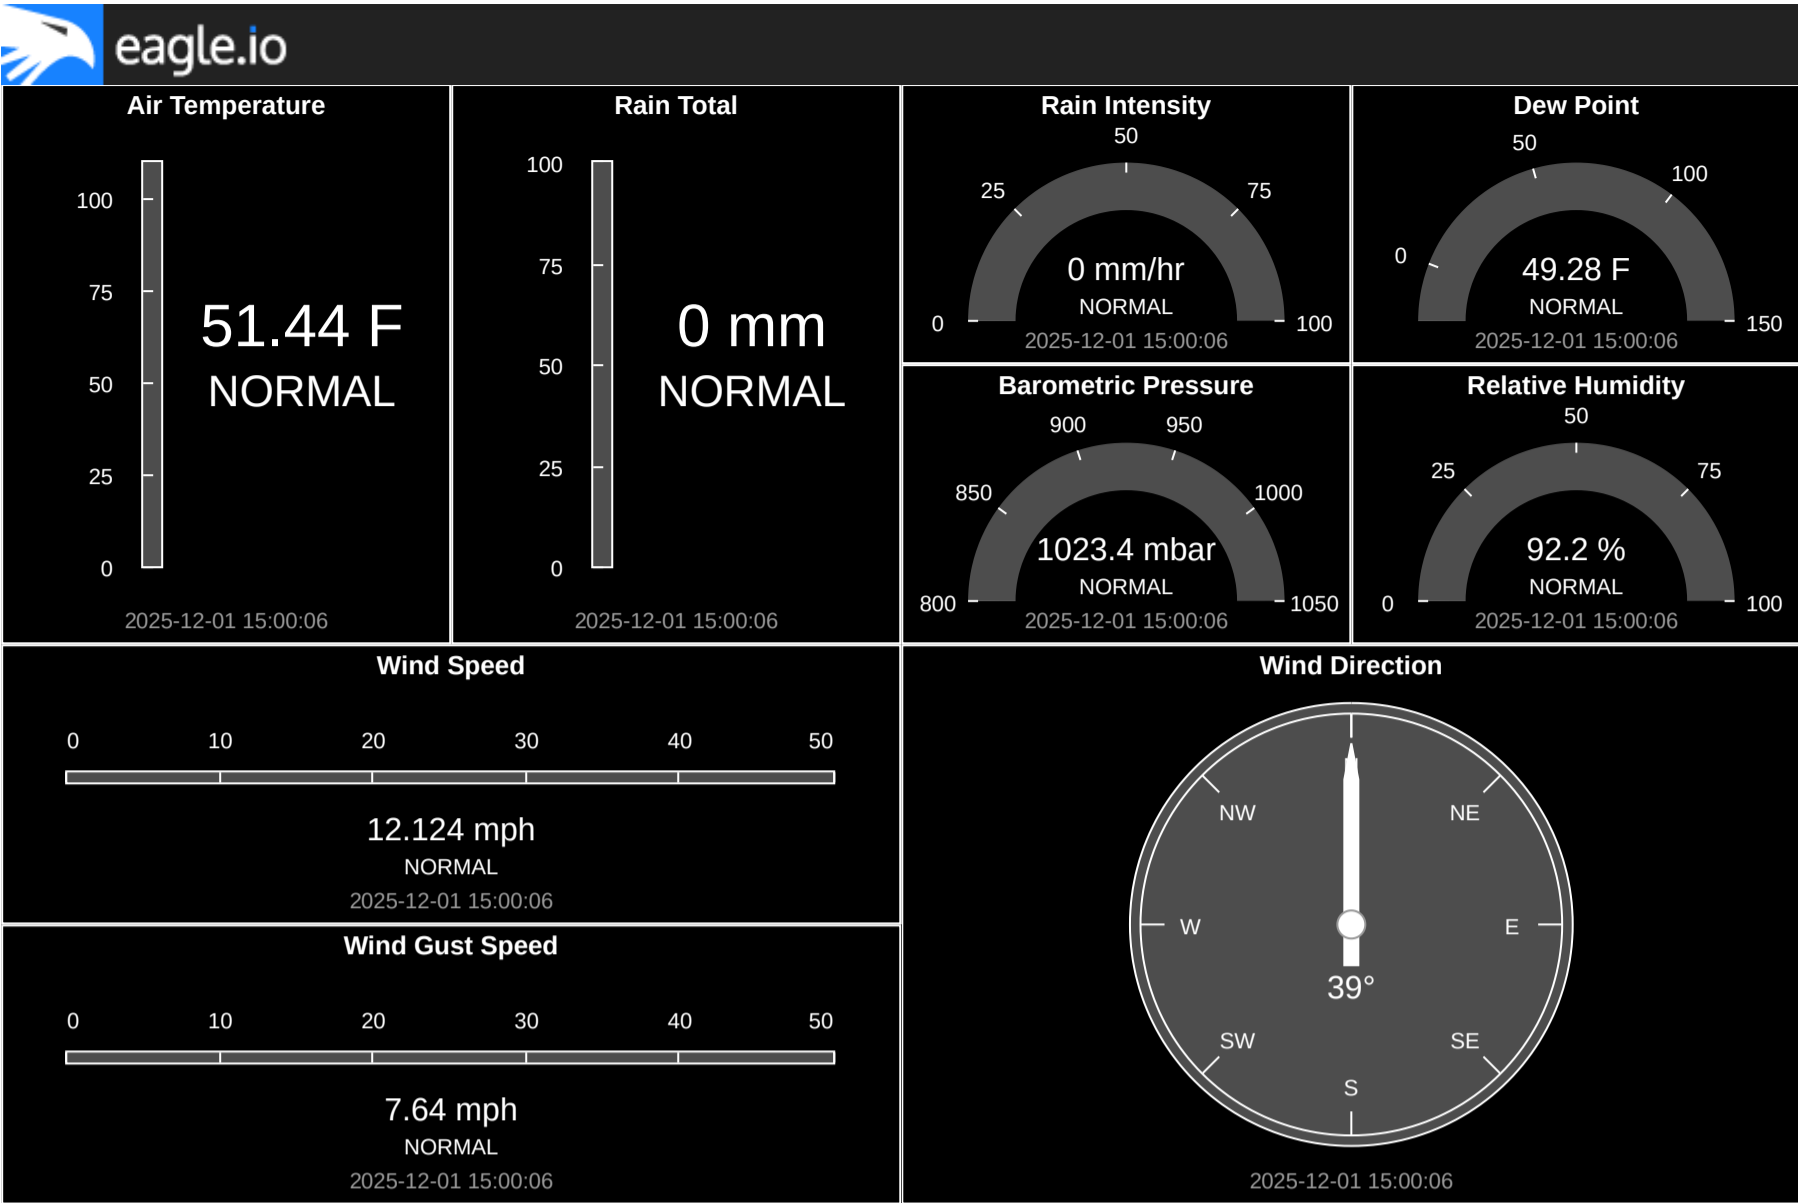 eagle.io
Air Temperature
100
75
50
25
0
51.44 F
NORMAL
2025-12-01 15:00:06
Rain Total
100
75
50
25
0
0 mm
NORMAL
2025-12-01 15:00:06
Rain Intensity
50
25
75
0
100
0 mm/hr
NORMAL
2025-12-01 15:00:06
Dew Point
50
100
0
150
49.28 F
NORMAL
2025-12-01 15:00:06
Barometric Pressure
900
950
850
1000
800
1050
1023.4 mbar
NORMAL
2025-12-01 15:00:06
Relative Humidity
50
25
75
0
100
92.2 %
NORMAL
2025-12-01 15:00:06
Wind Speed
0 10 20 30 40 50
12.124 mph
NORMAL
2025-12-01 15:00:06
Wind Gust Speed
0 10 20 30 40 50
7.64 mph
NORMAL
2025-12-01 15:00:06
Wind Direction
NW NE
W E
39°
SW SE
S
2025-12-01 15:00:06